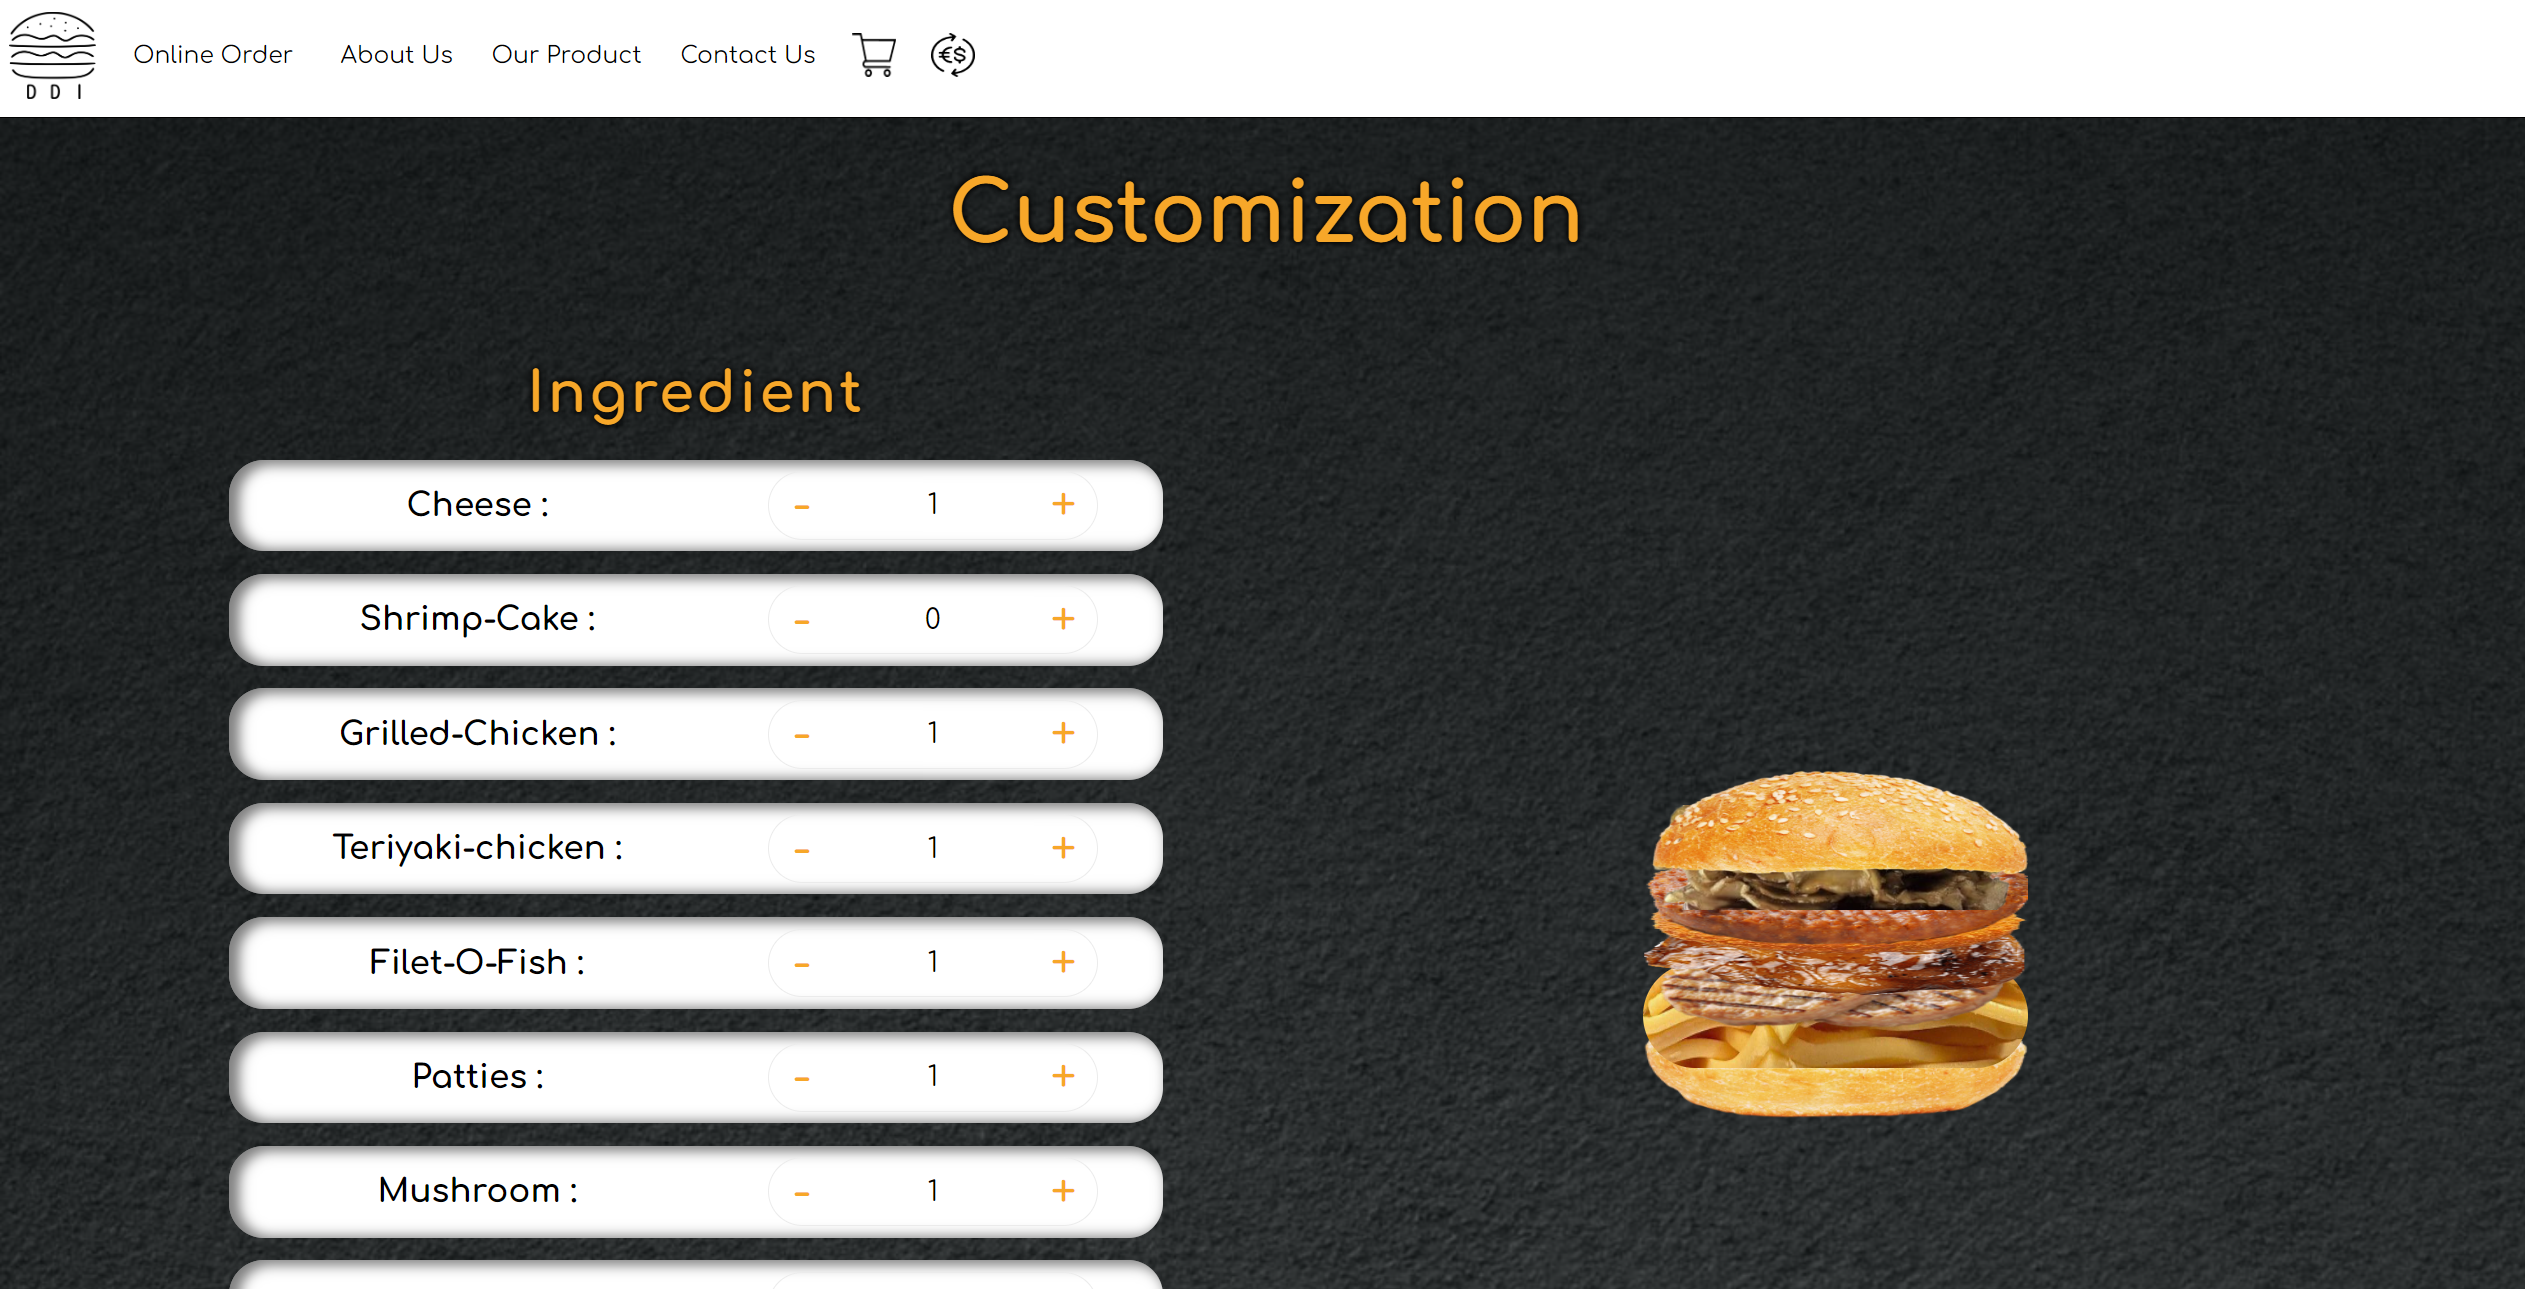 DDI
Online Order About Us Our Product Contact Us €$
Customization
Ingredient
Cheese : - 1 +
Shrimp-Cake : - 0 +
Grilled-Chicken : - 1 +
Teriyaki-chicken : - 1 +
Filet-O-Fish : - 1 +
Patties : - 1 +
Mushroom : - 1 +